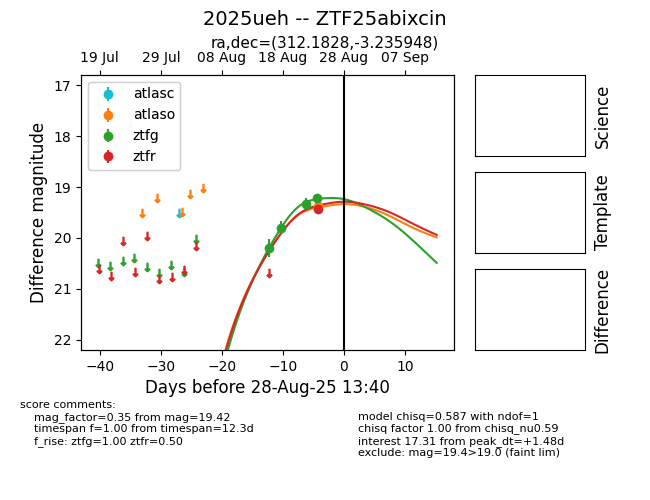 2025ueh -- ZTF25abixcin
ra,dec=(312.1828,-3.235948)
19 Jul 29 Jul 08 Aug 18 Aug 28 Aug 07 Sep
atlasc
atlaso
ztfg
ztfr
17
18
19
20
21
22
Difference magnitude
−40 −30 −20 −10 0 10
Days before 28-Aug-25 13:40
Science
Template
Difference
score comments:
mag_factor=0.35 from mag=19.42
timespan f=1.00 from timespan=12.3d
f_rise: ztfg=1.00 ztfr=0.50
model chisq=0.587 with ndof=1
chisq factor 1.00 from chisq_nu0.59
interest 17.31 from peak_dt=+1.48d
exclude: mag=19.4>19.0 (faint lim)